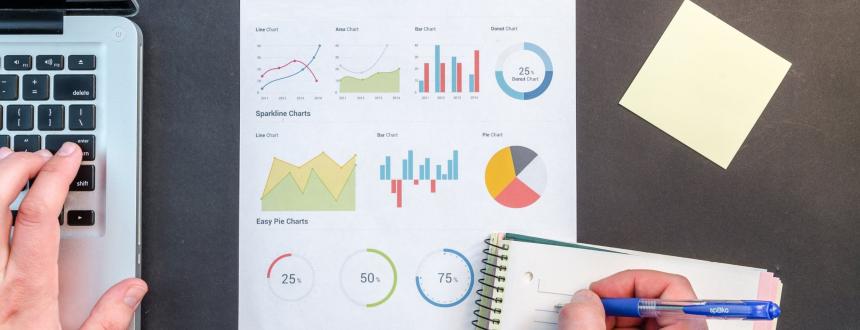 Line Chart
Area Chart
Bar Chart
Donut Chart
25%
Donut Chart
2011 2012 2013 2014
2011 2012 2013 2014
2011 2012 2013 2014
Sparkline Charts
Line Chart
Bar Chart
Pie Chart
Easy Pie Charts
25%
50%
75%
delete
enter
shift